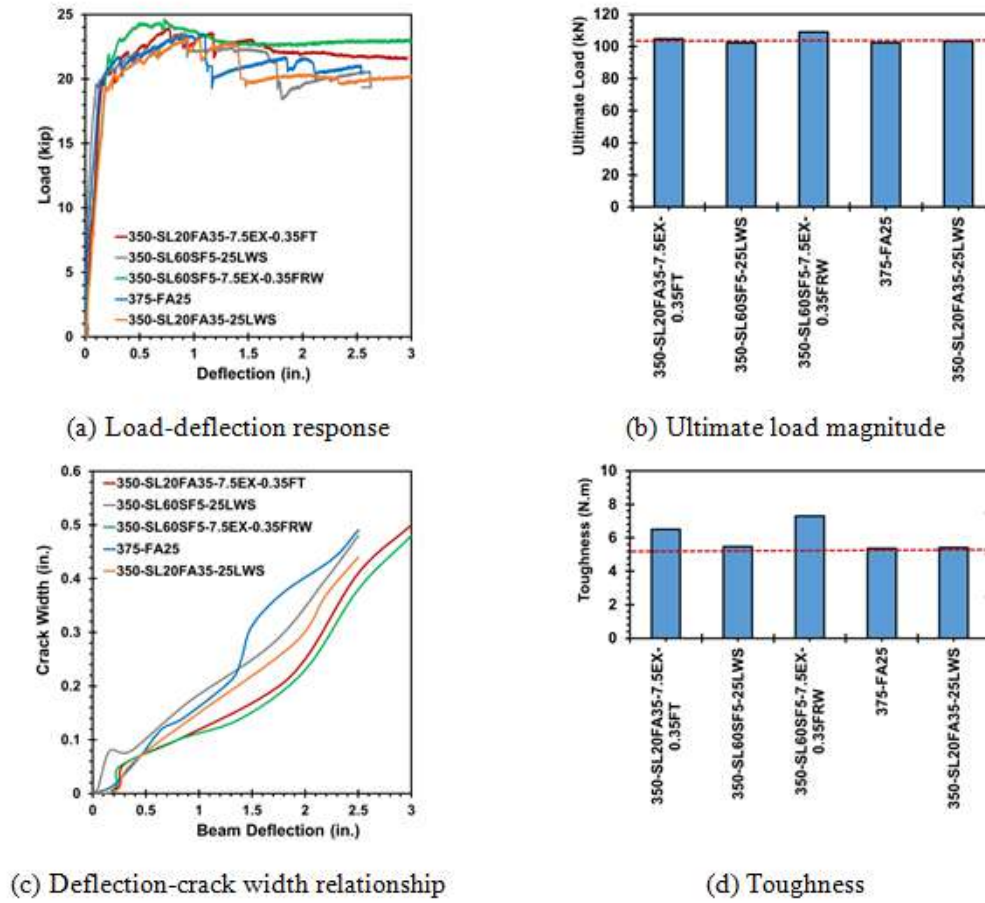 25
20
15
10
5
0
Load (kip)
350-SL20FA35-7.5EX-0.35FT
350-SL60SF5-25LWS
350-SL60SF5-7.5EX-0.35FRW
375-FA25
350-SL20FA35-25LWS
0 0.5 1 1.5 2 2.5 3
Deflection (in.)
(a) Load-deflection response
120
100
80
60
40
20
0
Ultimate Load (kN)
350-SL20FA35-7.5EX-
0.35FT
350-SL60SF5-25LWS
350-SL60SF5-7.5EX-
0.35FRW
375-FA25
350-SL20FA35-25LWS
(b) Ultimate load magnitude
0.6
0.5
0.4
0.3
0.2
0.1
0
Crack Width (in.)
350-SL20FA35-7.5EX-0.35FT
350-SL60SF5-25LWS
350-SL60SF5-7.5EX-0.35FRW
375-FA25
350-SL20FA35-25LWS
0 0.5 1 1.5 2 2.5 3
Beam Deflection (in.)
(c) Deflection-crack width relationship
10
8
6
4
2
0
Toughness (N.m)
350-SL20FA35-7.5EX-
0.35FT
350-SL60SF5-25LWS
350-SL60SF5-7.5EX-
0.35FRW
375-FA25
350-SL20FA35-25LWS
(d) Toughness